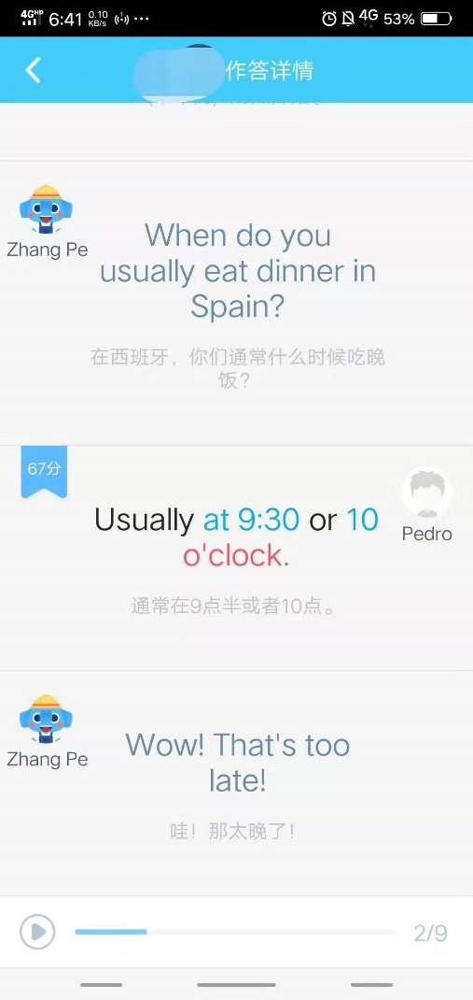 4G HD 6:41 0.10 KB/s ... 4G 53%
作答详情
Zhang Pe
When do you
usually eat dinner in
Spain?
在西班牙，你们通常什么时候吃晚
饭？
67分
Usually at 9:30 or 10
o'clock.
Pedro
通常在9点半或者10点。
Zhang Pe
Wow! That's too
late!
哇！那太晚了！
2/9